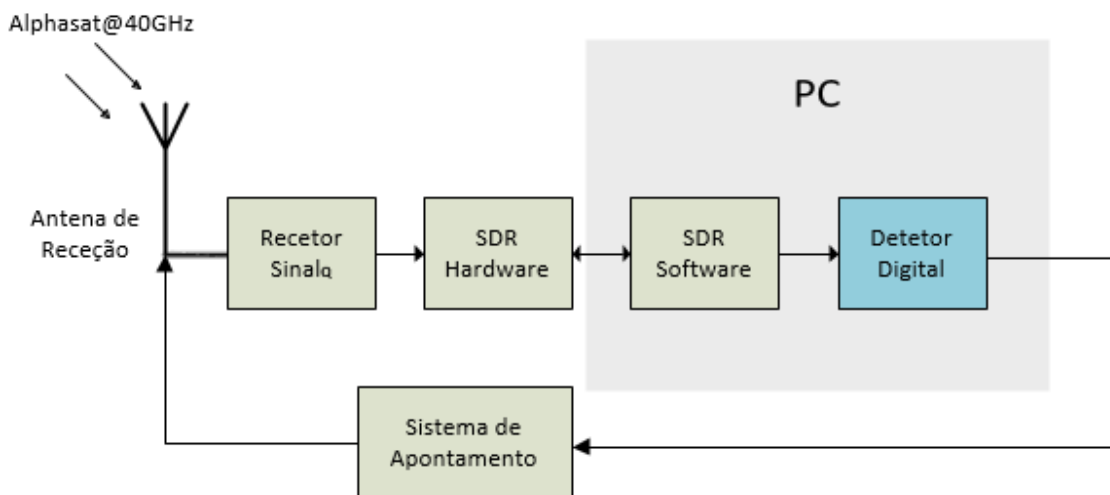 Alphasat@40GHz
PC
Antena de
Receção
Recetor
SinalQ
SDR
Hardware
SDR
Software
Detetor
Digital
Sistema de
Apontamento